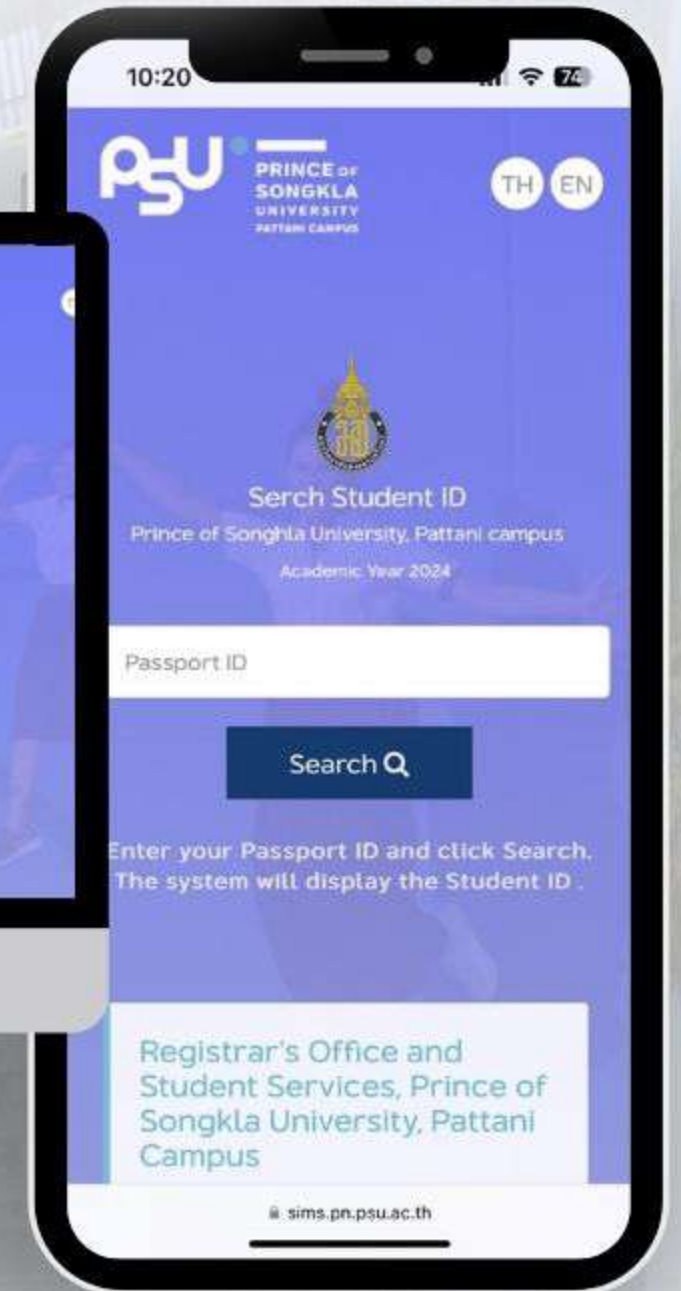 10:20
74
PSU
PRINCE OF
SONGKLA
UNIVERSITY
PATTANI CAMPUS
TH EN
Serch Student ID
Prince of Songhla University, Pattani campus
Academic Year 2024
Passport ID
Search
Enter your Passport ID and click Search.
The system will display the Student ID .
Registrar's Office and
Student Services, Prince of
Songkla University, Pattani
Campus
sims.pn.psu.ac.th